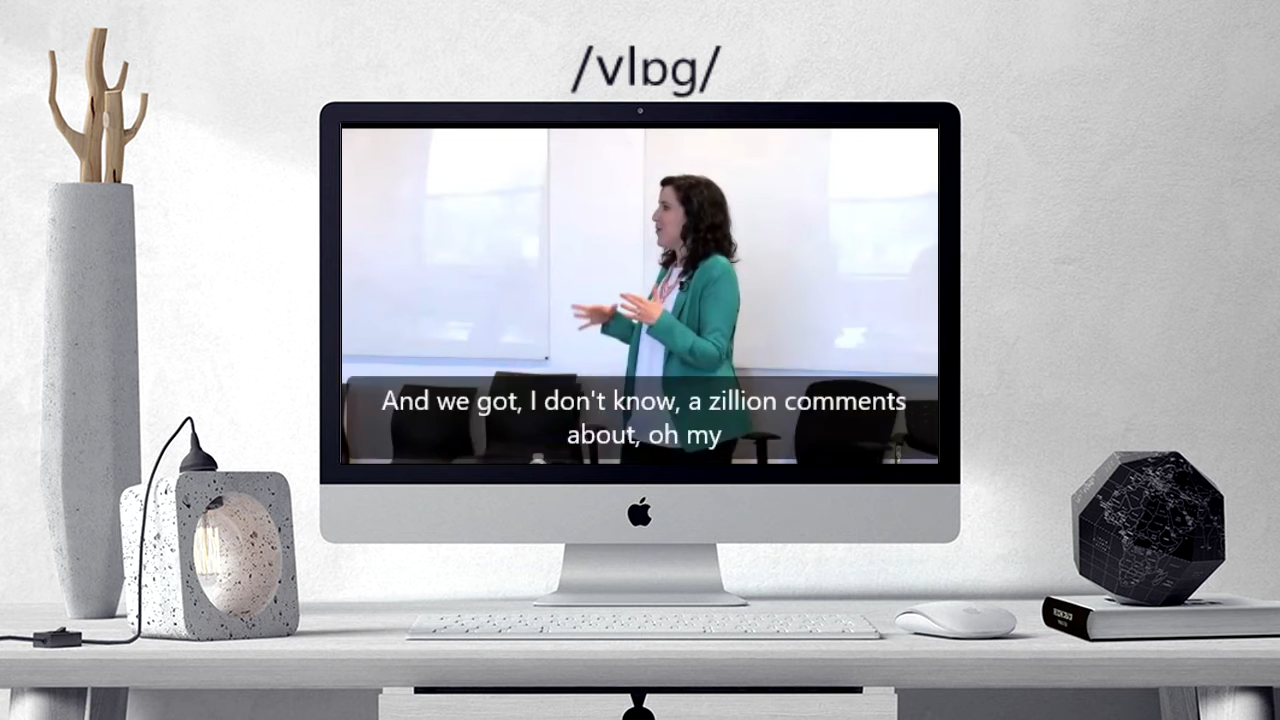 /vlɒg/
And we got, I don't know, a zillion comments
about, oh my